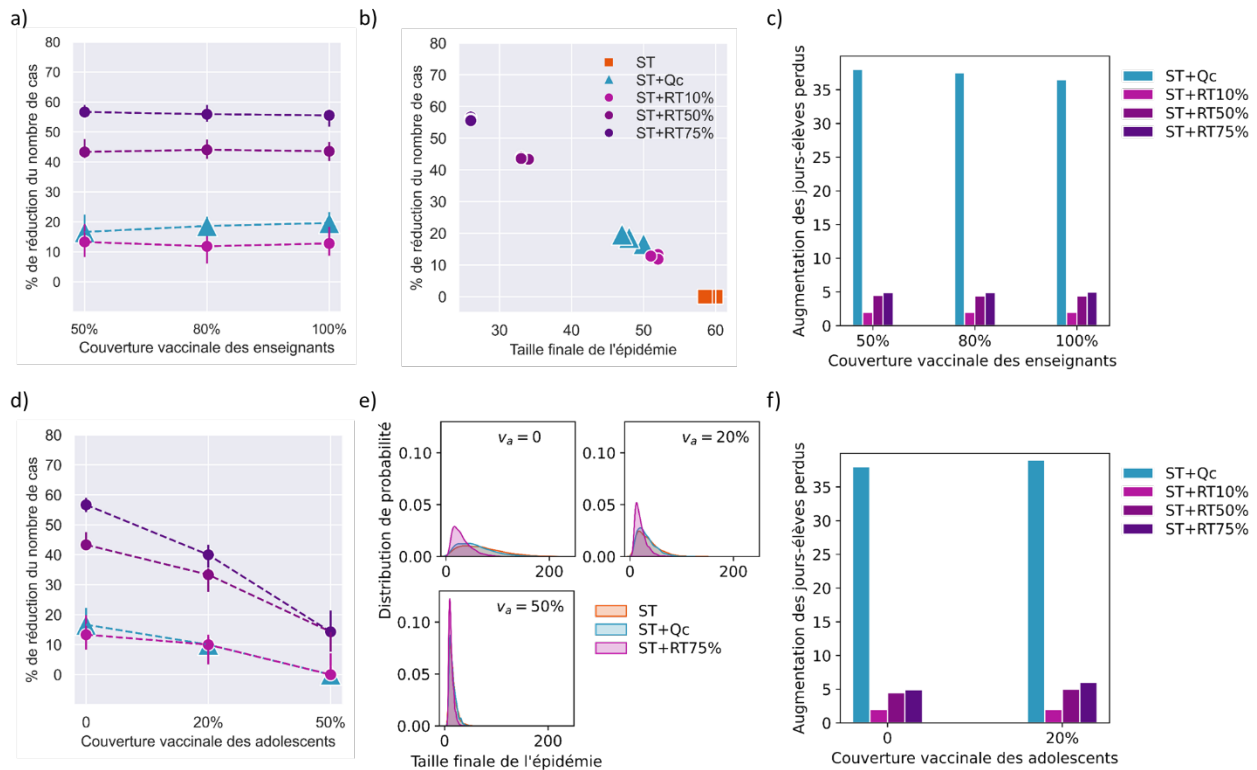 a)
% de réduction du nombre de cas
80
70
60
50
40
30
20
10
0
50%
80%
100%
Couverture vaccinale des enseignants
b)
% de réduction du nombre de cas
80
70
60
50
40
30
20
10
0
ST
ST+Qc
ST+RT10%
ST+RT50%
ST+RT75%
30
40
50
60
Taille finale de l'épidémie
c)
Augmentation des jours-élèves perdus
35
30
25
20
15
10
5
0
50%
80%
100%
Couverture vaccinale des enseignants
ST+Qc
ST+RT10%
ST+RT50%
ST+RT75%
d)
% de réduction du nombre de cas
80
70
60
50
40
30
20
10
0
0
20%
50%
Couverture vaccinale des adolescents
e)
Distribution de probabilité
va = 0
0.10
0.05
0.00
0
200
va = 20%
0.10
0.05
0.00
0
200
va = 50%
0.10
0.05
0.00
0
200
Taille finale de l'épidémie
ST
ST+Qc
ST+RT75%
f)
Augmentation des jours-élèves perdus
35
30
25
20
15
10
5
0
0
20%
Couverture vaccinale des adolescents
ST+Qc
ST+RT10%
ST+RT50%
ST+RT75%